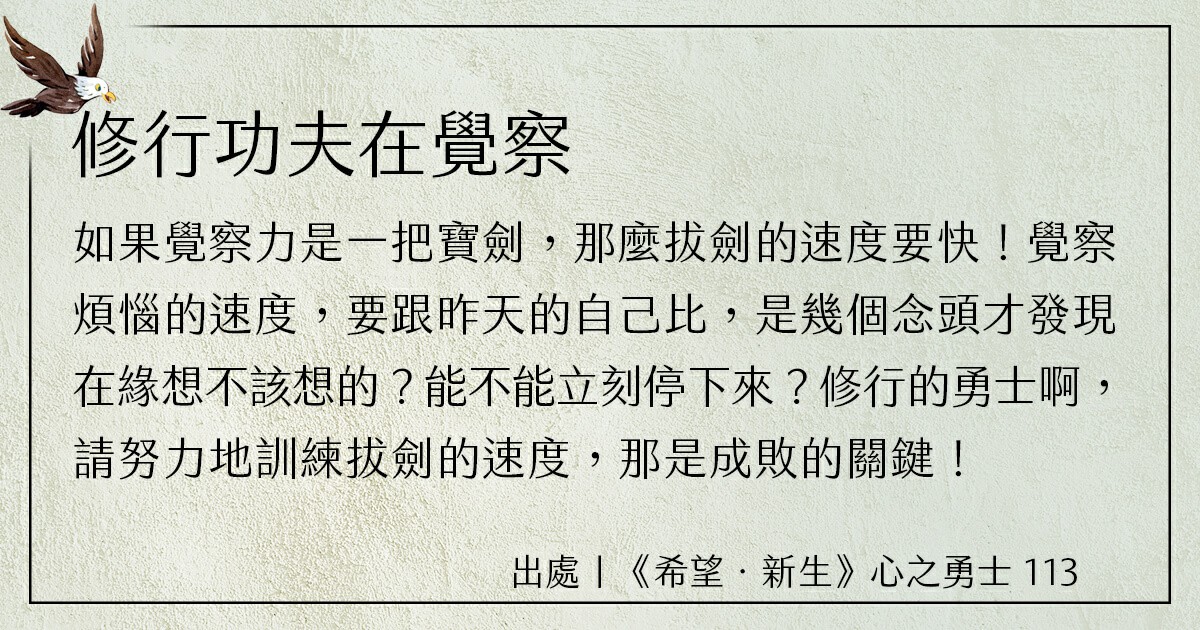 修行功夫在覺察
如果覺察力是一把寶劍，那麼拔劍的速度要快！覺察
煩惱的速度，要跟昨天的自己比，是幾個念頭才發現
在緣想不該想的？能不能立刻停下來？修行的勇士啊，
請努力地訓練拔劍的速度，那是成敗的關鍵！
出處｜《希望．新生》心之勇士 113